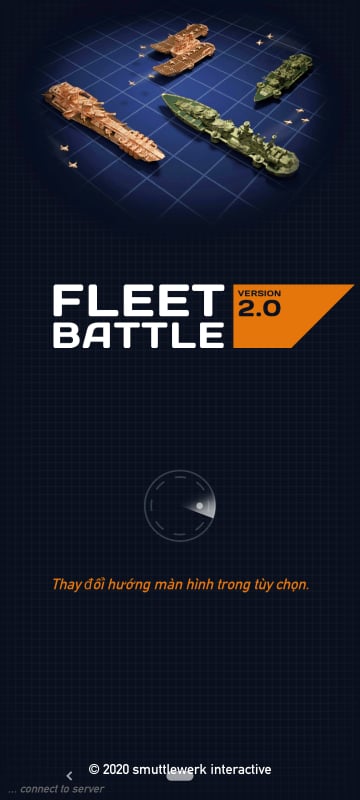 FLEET
BATTLE
VERSION
2.0
Thay đổi hướng màn hình trong tùy chọn.
© 2020 smuttlewerk interactive
... connect to server